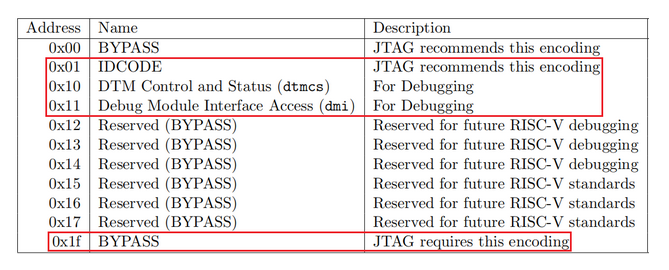 Address Name Description
0x00 BYPASS JTAG recommends this encoding
0x01 IDCODE JTAG recommends this encoding
0x10 DTM Control and Status (dtmcs) For Debugging
0x11 Debug Module Interface Access (dmi) For Debugging
0x12 Reserved (BYPASS) Reserved for future RISC-V debugging
0x13 Reserved (BYPASS) Reserved for future RISC-V debugging
0x14 Reserved (BYPASS) Reserved for future RISC-V debugging
0x15 Reserved (BYPASS) Reserved for future RISC-V standards
0x16 Reserved (BYPASS) Reserved for future RISC-V standards
0x17 Reserved (BYPASS) Reserved for future RISC-V standards
0x1f BYPASS JTAG requires this encoding